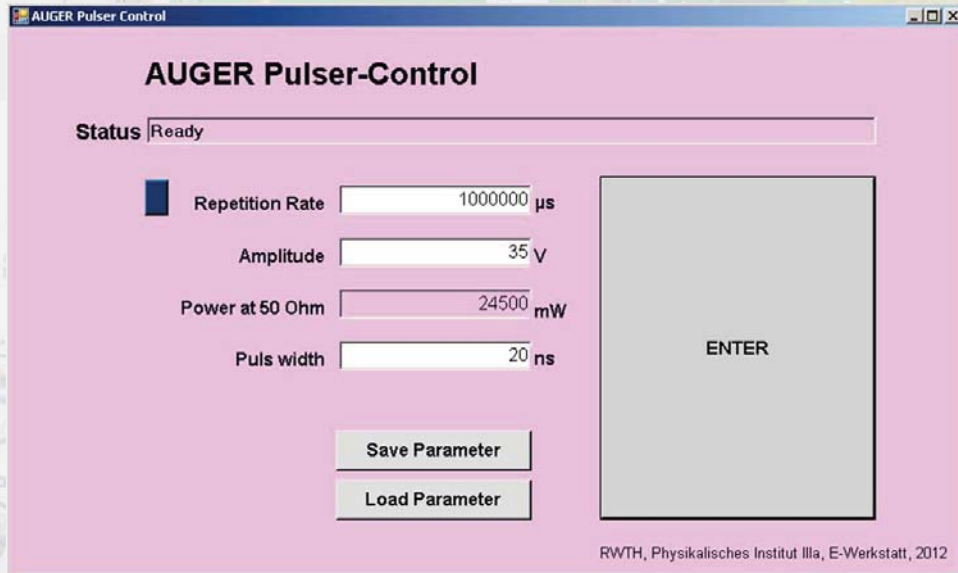 AUGER Pulser Control
AUGER Pulser-Control
Status Ready
Repetition Rate 1000000 µs
Amplitude 35 V
Power at 50 Ohm 24500 mW
Puls width 20 ns
ENTER
Save Parameter
Load Parameter
RWTH, Physikalisches Institut IIIa, E-Werkstatt, 2012